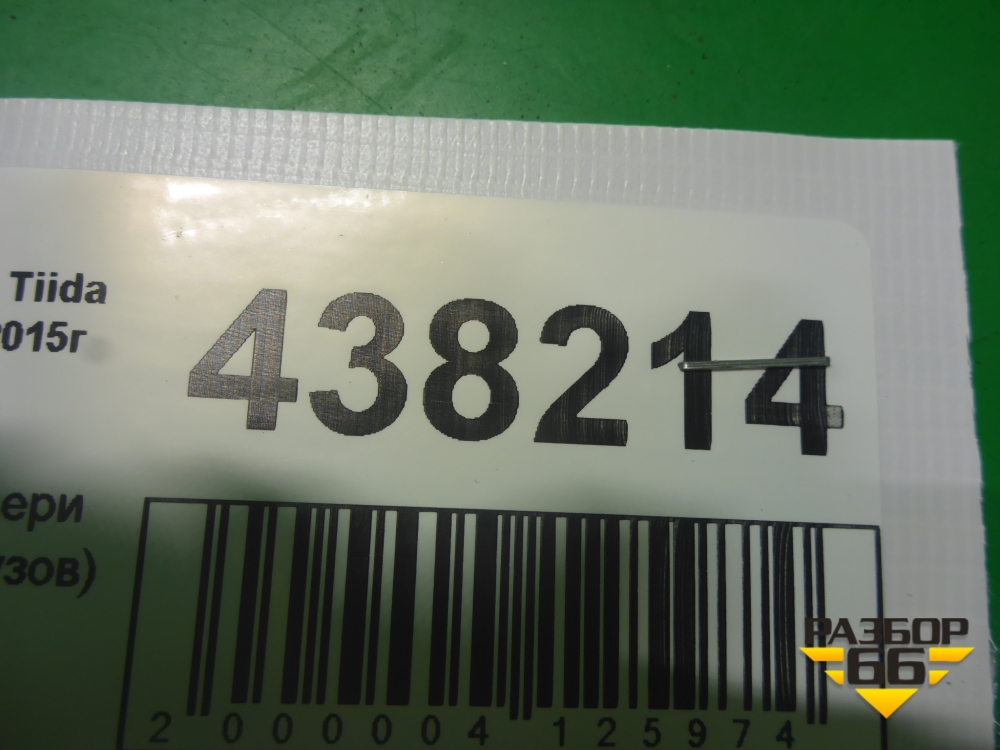 Tiida
438214
015г
ери
узов)
2 000004 125974
РАЗБОР
66